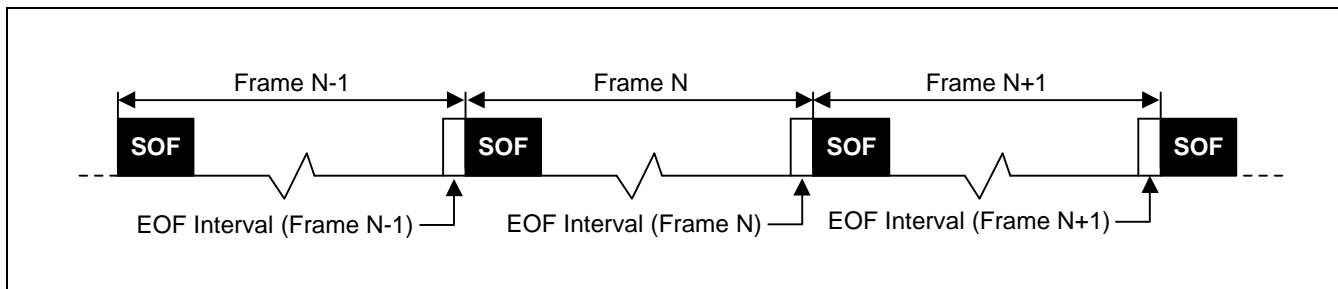 Frame N-1
Frame N
Frame N+1
SOF
SOF
SOF
SOF
EOF Interval (Frame N-1)
EOF Interval (Frame N)
EOF Interval (Frame N+1)